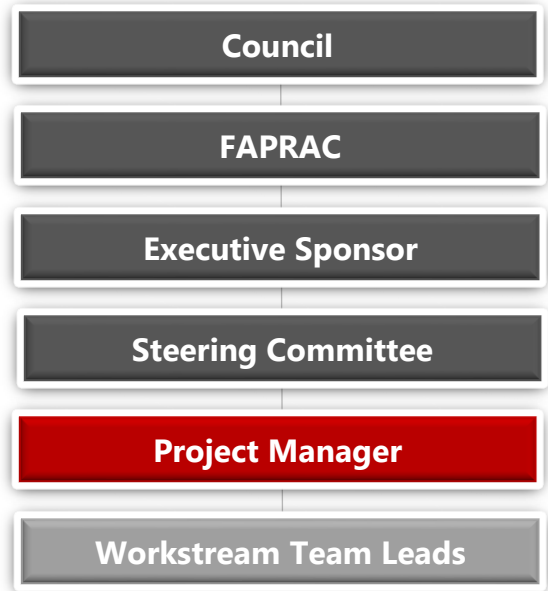 Council
FAPRAC
Executive Sponsor
Steering Committee
Project Manager
Workstream Team Leads